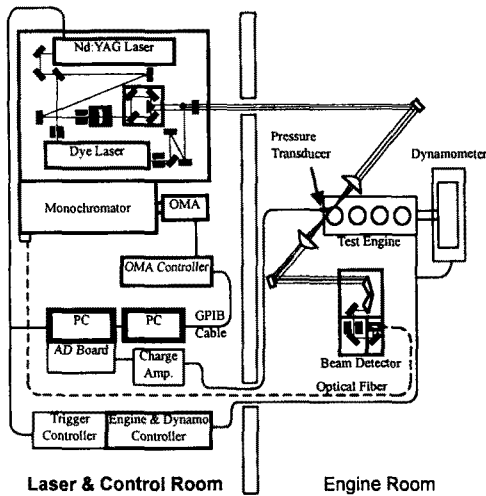 Nd:YAG Laser
Dye Laser
Pressure
Transducer
Dynamometer
Monochromator
OMA
Test Engine
OMA Controller
PC
PC
GPIB
Cable
AD Board
Charge
Amp.
Beam Detector
Optical Fiber
Trigger
Controller
Engine & Dynamo
Controller
Laser & Control Room
Engine Room